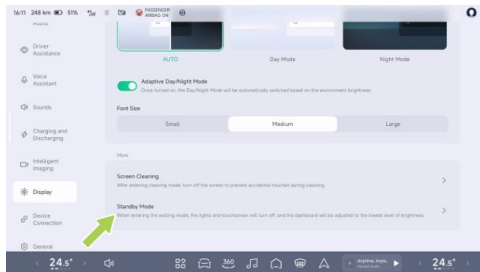 16:11 248 km 51% PASSENGER
AIRBAG ON
Driver
Assistance
Voice
Assistant
Sounds
Charging and
Discharging
Intelligent
Imaging
Display
Device
Connection
General
AUTO Day Mode Night Mode
Adaptive Day/Night Mode
Once turned on, the Day/Night Mode will be automatically switched based on the environment brightness
Font Size
Small Medium Large
More
Screen Cleaning
After entering cleaning mode, turn off the screen to prevent accidental touches during cleaning
Standby Mode
When entering the waiting mode, the lights and touchscreen will turn off, and the dashboard will be adjusted to the lowest level of brightness
24.5° 360 Anytime, Anyw.. 24.5°